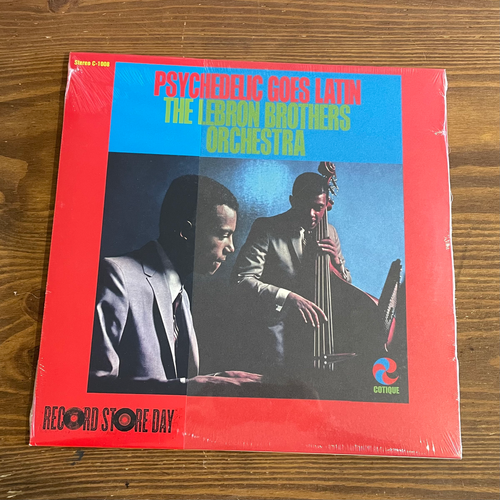 Stereo C-1008
PSYCHEDELIC GOES LATIN
THE LEBRON BROTHERS
ORCHESTRA
COTIQUE
RECORD STORE DAY